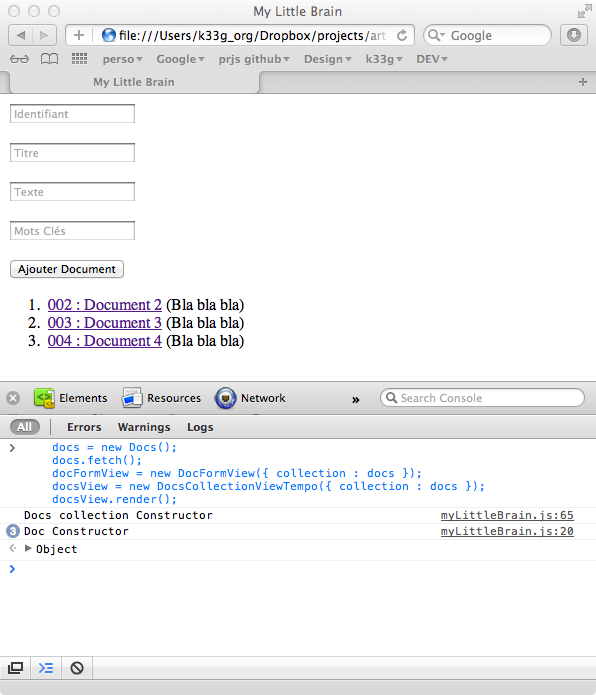 My Little Brain
file:///Users/k33g_org/Dropbox/projects/art
Google
perso Google prjs github Design k33g DEV
My Little Brain
Identifiant
Titre
Texte
Mots Clés
Ajouter Document
1. 002 : Document 2 (Bla bla bla)
2. 003 : Document 3 (Bla bla bla)
3. 004 : Document 4 (Bla bla bla)
Elements Resources Network » Search Console
All Errors Warnings Logs
docs = new Docs();
docs.fetch();
docFormView = new DocFormView({ collection : docs });
docsView = new DocsCollectionViewTempo({ collection : docs });
docsView.render();
Docs collection Constructor myLittleBrain.js:65
3 Doc Constructor myLittleBrain.js:20
Object